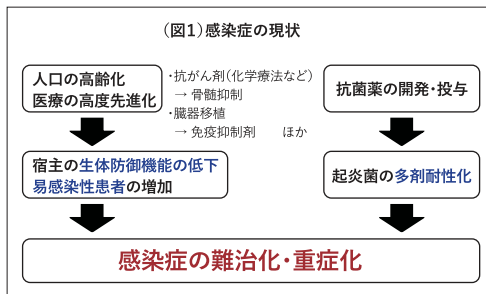 （図1）感染症の現状
人口の高齢化
医療の高度先進化
・抗がん剤（化学療法など）
→ 骨髄抑制
・臓器移植
→ 免疫抑制剤　ほか
抗菌薬の開発・投与
宿主の生体防御機能の低下
易感染性患者の増加
起炎菌の多剤耐性化
感染症の難治化・重症化